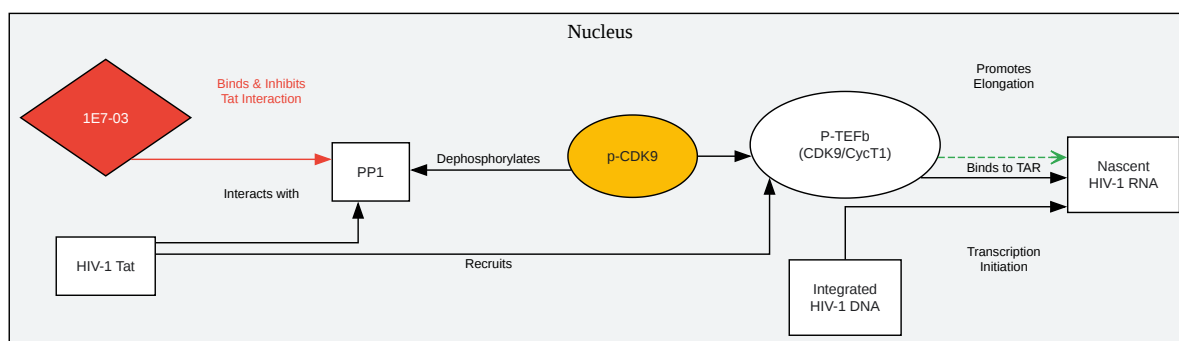 Nucleus
Binds & Inhibits
Tat Interaction
1E7-03
Promotes
Elongation
P-TEFb
(CDK9/CycT1)
p-CDK9
Dephosphorylates
PP1
Binds to TAR
Nascent
HIV-1 RNA
Interacts with
HIV-1 Tat
Recruits
Transcription
Initiation
Integrated
HIV-1 DNA